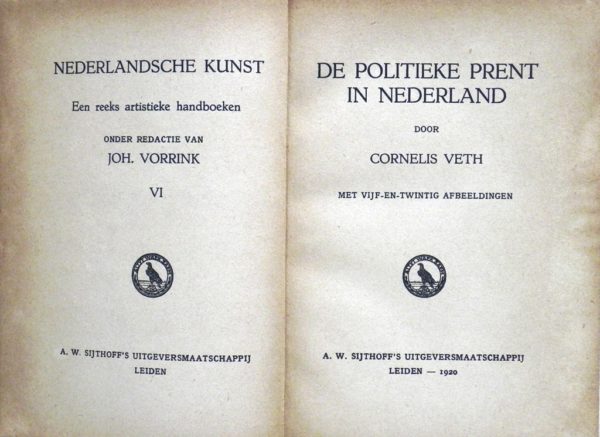 NEDERLANDSCHE KUNST
Een reeks artistieke handboeken
ONDER REDACTIE VAN
JOH. VORRINK
VI
A. W. SIJTHOFF'S UITGEVERSMAATSCHAPPIJ
LEIDEN
DE POLITIEKE PRENT
IN NEDERLAND
DOOR
CORNELIS VETH
MET VIJF-EN-TWINTIG AFBEELDINGEN
A. W. SIJTHOFF'S UITGEVERSMAATSCHAPPIJ
LEIDEN — 1920